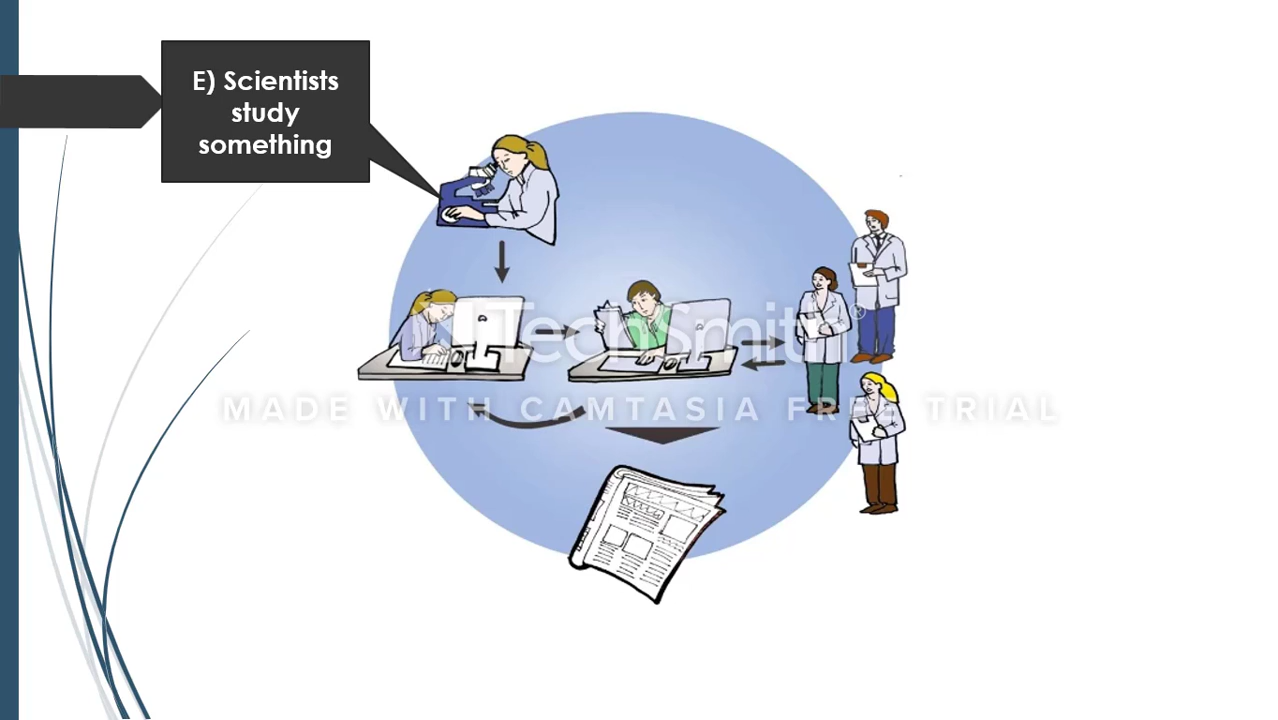 E) Scientists
study
something
TechSmith®
MADE WITH CAMTASIA FREE TRIAL